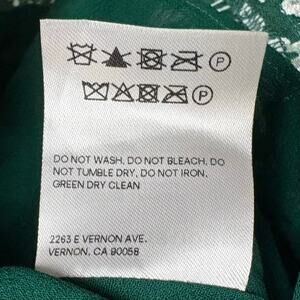 P
P
DO NOT WASH. DO NOT BLEACH. DO
NOT TUMBLE DRY. DO NOT IRON.
GREEN DRY CLEAN
2263 E VERNON AVE.
VERNON, CA 90058